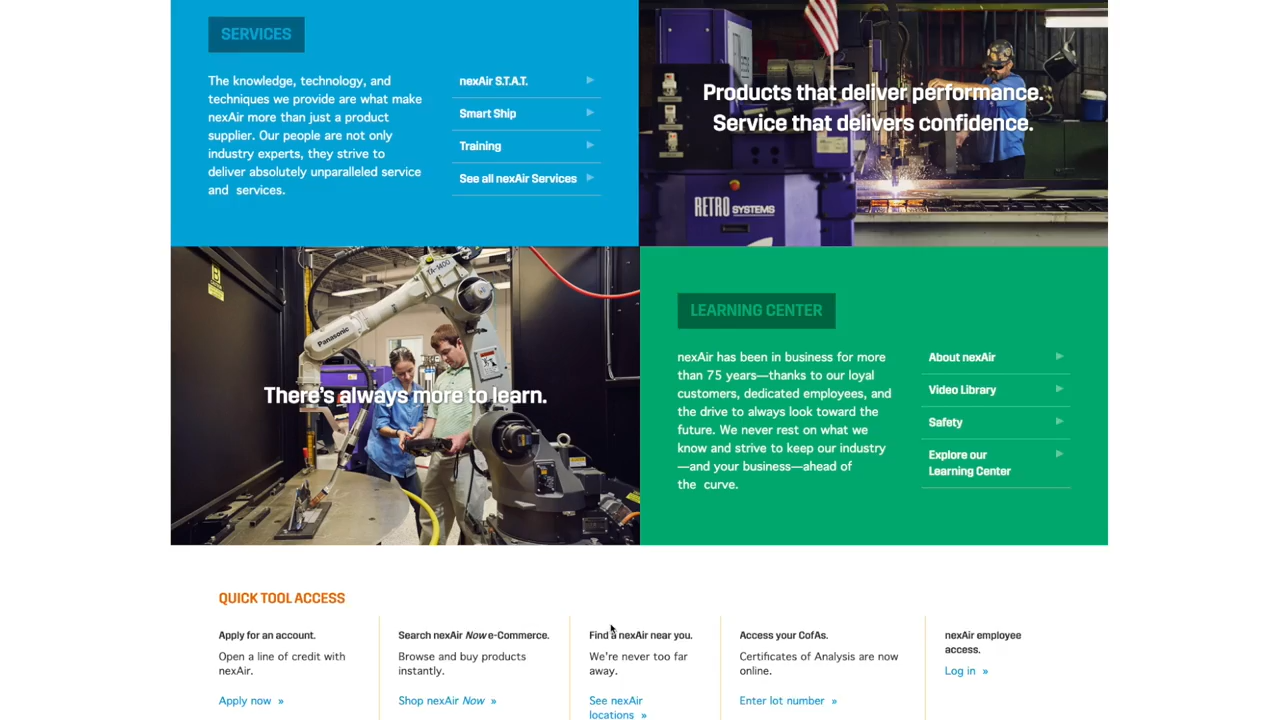 SERVICES
The knowledge, technology, and
techniques we provide are what make
nexAir more than just a product
supplier. Our people are not only
industry experts, they strive to
deliver absolutely unparalleled service
and services.
nexAir S.T.A.T.
Smart Ship
Training
See all nexAir Services
Products that deliver performance.
Service that delivers confidence.
RETRO SYSTEMS
TA-1400
Panasonic
There's always more to learn.
LEARNING CENTER
nexAir has been in business for more
than 75 years—thanks to our loyal
customers, dedicated employees, and
the drive to always look toward the
future. We never rest on what we
know and strive to keep our industry
—and your business—ahead of
the curve.
About nexAir
Video Library
Safety
Explore our
Learning Center
QUICK TOOL ACCESS
Apply for an account.
Open a line of credit with
nexAir.
Apply now »
Search nexAir Now e-Commerce.
Browse and buy products
instantly.
Shop nexAir Now »
Find a nexAir near you.
We're never too far
away.
See nexAir
locations »
Access your CofAs.
Certificates of Analysis are now
online.
Enter lot number »
nexAir employee
access.
Log in »